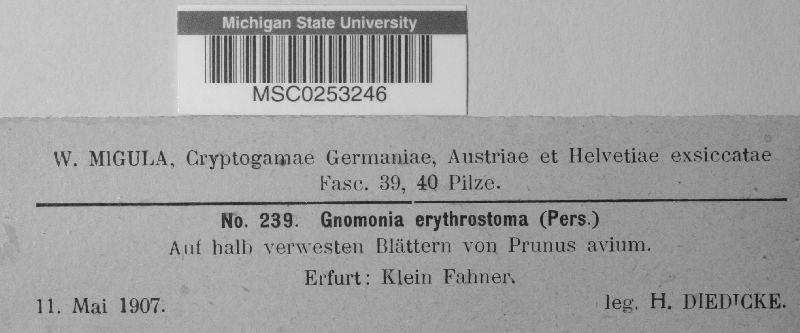 Michigan State University
MSC0253246
W. MIGULA, Cryptogamae Germaniae, Austriae et Helvetiae exsiccatae
Fasc. 39, 40 Pilze.
No. 239. Gnomonia erythrostoma (Pers.)
Auf halb verwesten Blättern von Prunus avium.
Erfurt: Klein Fahner.
11. Mai 1907. leg. H. DIEDICKE.